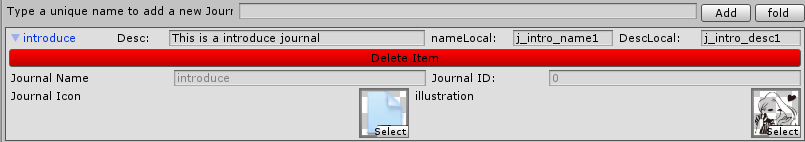 Type a unique name to add a new Jourr Add fold
introduce Desc: This is a introduce journal nameLocal: j_intro_name1 DescLocal: j_intro_desc1
Delete Item
Journal Name introduce Journal ID: 0
Journal Icon Select illustration Select